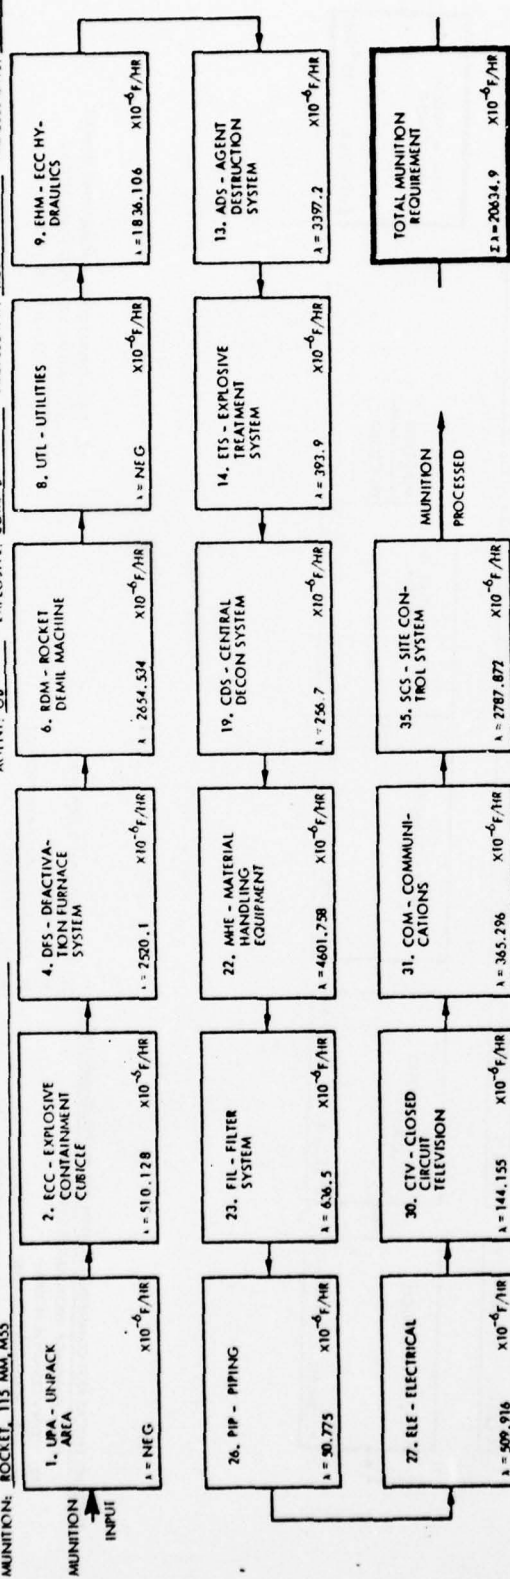 MUNITION: ROCKET, 115 MM, M55
MUNITION
INPUT
1. UPA - UNPACK
AREA
λ = NEG X10⁻⁶F/HR
2. ECC - EXPLOSIVE
CONTAINMENT
CUBICLE
λ = 510.128 X10⁻⁶F/HR
4. DFS - DEACTIVA-
TION FURNACE
SYSTEM
λ = 2520.1 X10⁻⁶F/HR
6. RDM - ROCKET
DEMIL MACHINE
λ 2654.534 X10⁻⁶F/HR
8. UTL - UTILITIES
λ = NEG X10⁻⁶F/HR
9. EHM - ECC HY-
DRAULICS
λ = 1836.106 X10⁻⁶F/HR
13. ADS - AGENT
DESTRUCTION
SYSTEM
λ = 3397.2 X10⁻⁶F/HR
14. ETS - EXPLOSIVE
TREATMENT
SYSTEM
λ = 393.9 X10⁻⁶F/HR
19. CDS - CENTRAL
DECON SYSTEM
λ = 256.7 X10⁻⁶F/HR
22. MHE - MATERIAL
HANDLING
EQUIPMENT
λ = 4601.758 X10⁻⁶F/HR
23. FIL - FILTER
SYSTEM
λ = 636.5 X10⁻⁶F/HR
26. PIP - PIPING
λ = 50.775 X10⁻⁶F/HR
27. ELE - ELECTRICAL
λ = 509.916 X10⁻⁶F/HR
30. CTV - CLOSED
CIRCUIT
TELEVISION
λ = 144.155 X10⁻⁶F/HR
31. COM - COMMUNI-
CATIONS
λ = 365.296 X10⁻⁶F/HR
35. SCS - SITE CON-
TROL SYSTEM
λ = 2787.872 X10⁻⁶F/HR
MUNITION
PROCESSED
TOTAL MUNITION
REQUIREMENT
Σλ = 20634.9 X10⁻⁶F/HR